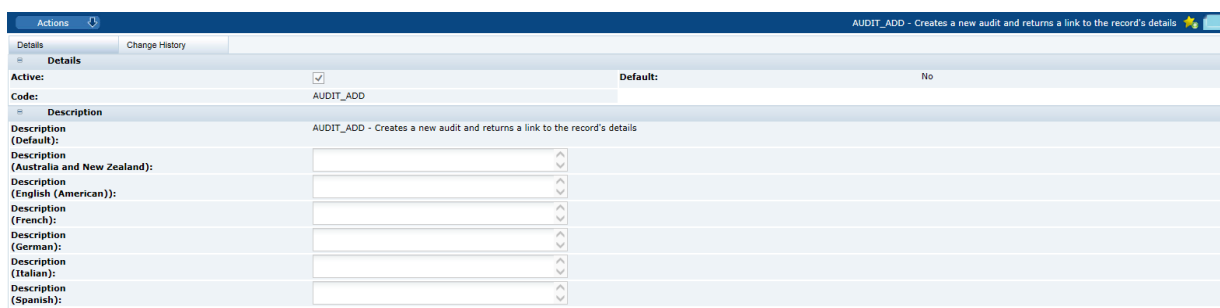 Actions
AUDIT_ADD - Creates a new audit and returns a link to the record's details
Details
Change History
Details
Active:
Default:
No
Code:
AUDIT_ADD
Description
Description
(Default):
AUDIT_ADD - Creates a new audit and returns a link to the record's details
Description
(Australia and New Zealand):
Description
(English (American)):
Description
(French):
Description
(German):
Description
(Italian):
Description
(Spanish):